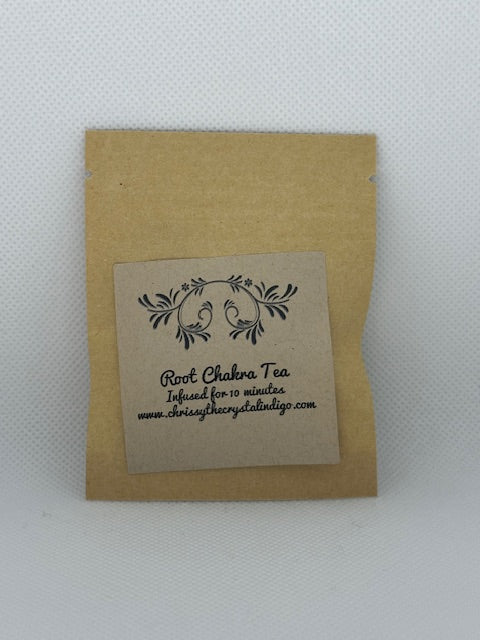 Root Chakra Tea
Infused for 10 minutes
www.chrissythecrystalindigo.com